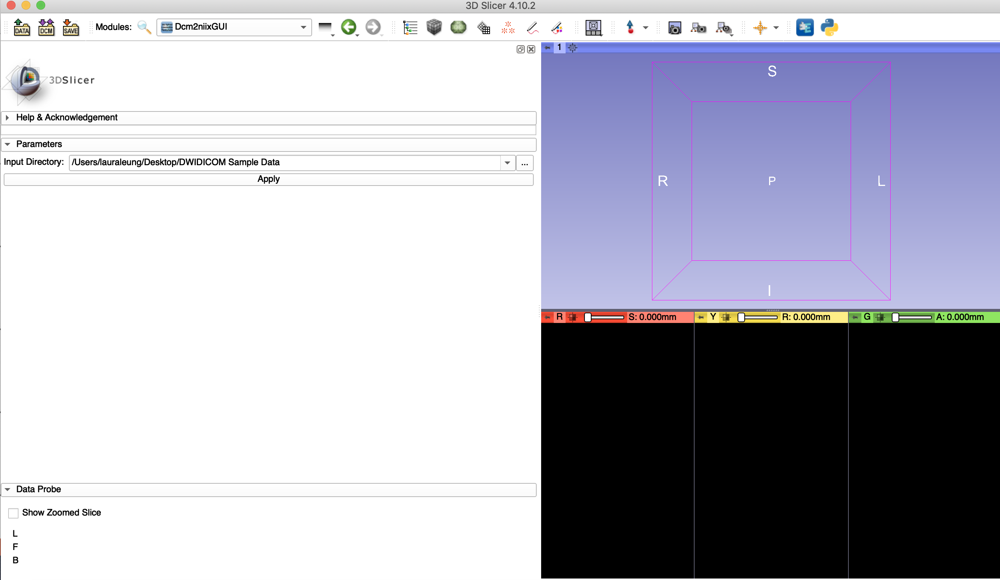 3D Slicer 4.10.2
DATA DCM SAVE Modules: Dcm2niixGUI
3DSlicer
Help & Acknowledgement
Parameters
Input Directory: /Users/lauraleung/Desktop/DWIDICOM Sample Data ...
Apply
Data Probe
Show Zoomed Slice
L
F
B
1
S
R P L
I
R S: 0.000mm Y R: 0.000mm G A: 0.000mm